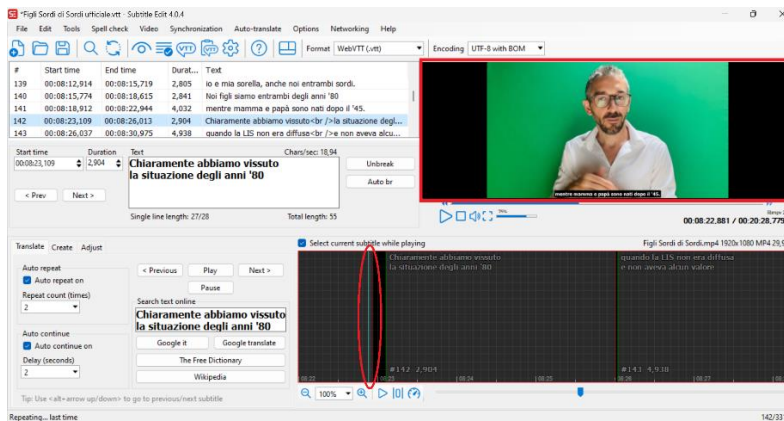 *Figli Sordi di Sordi ufficiale.vtt - Subtitle Edit 4.0.4
File Edit Tools Spell check Video Synchronization Auto-translate Options Networking Help
Format WebVTT (.vtt) Encoding UTF-8 with BOM
# Start time End time Durat... Text
139 00:08:12,914 00:08:15,719 2,805 io e mia sorella, anche noi entrambi sordi.
140 00:08:15,774 00:08:18,615 2,841 Noi figli siamo entrambi degli anni '80
141 00:08:18,912 00:08:22,944 4,032 mentre mamma e papà sono nati dopo il '45.
142 00:08:23,109 00:08:26,013 2,904 Chiaramente abbiamo vissuto<br />la situazione degl...
143 00:08:26,037 00:08:30,975 4,938 quando la LIS non era diffusa<br />e non aveva alcu...
mentre mamma e papà sono nati dopo il '45.
Start time Duration Text Chars/sec: 18,94
00:08:23,109 2,904
Chiaramente abbiamo vissuto
la situazione degli anni '80
Unbreak
Auto br
< Prev Next >
Single line length: 27/28 Total length: 55
75%
00:08:22,881 / 00:20:28,775
Translate Create Adjust
Select current subtitle while playing
Figli Sordi di Sordi.mp4 1920x1080 MP4 29,9
Auto repeat
Auto repeat on
Repeat count (times)
2
Auto continue
Auto continue on
Delay (seconds)
2
< Previous Play Next >
Pause
Search text online
Chiaramente abbiamo vissuto
la situazione degli anni '80
Google it Google translate
The Free Dictionary
Wikipedia
Tip: Use <alt+arrow up/down> to go to previous/next subtitle
Chiaramente abbiamo vissuto
la situazione degli anni '80
quando la LIS non era diffusa
e non aveva alcun valore
#142 2,904
#143 4,938
100%
Repeating... last time
142/331